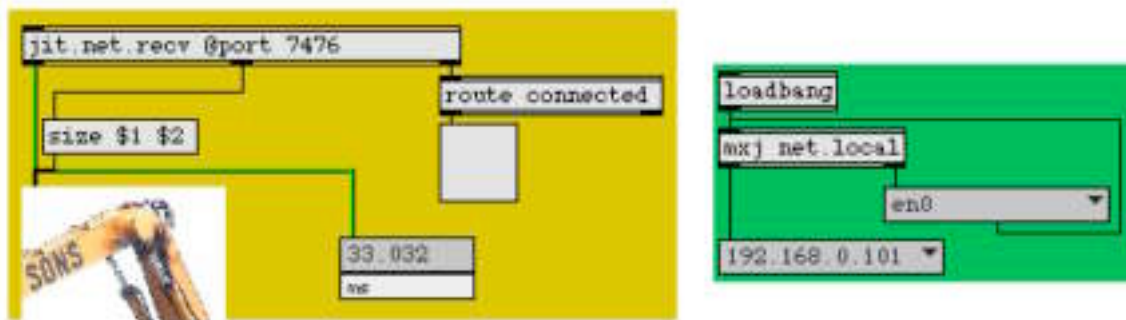 jit.net.recv @port 7476
route connected
size $1 $2
SONS
33.032
ms
loadbang
mxj net.local
en0
192.168.0.101